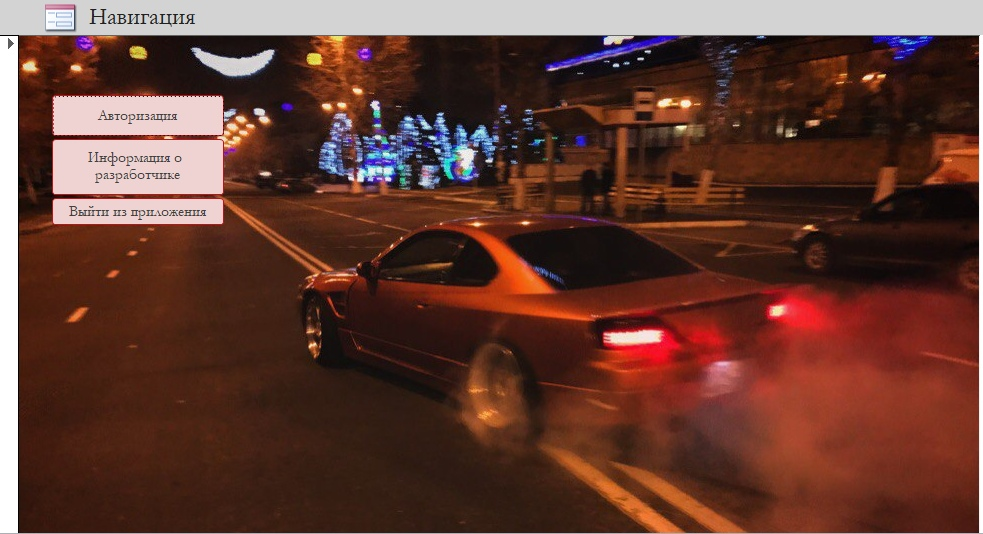 Навигация
Авторизация
Информация о
разработчике
Выйти из приложения